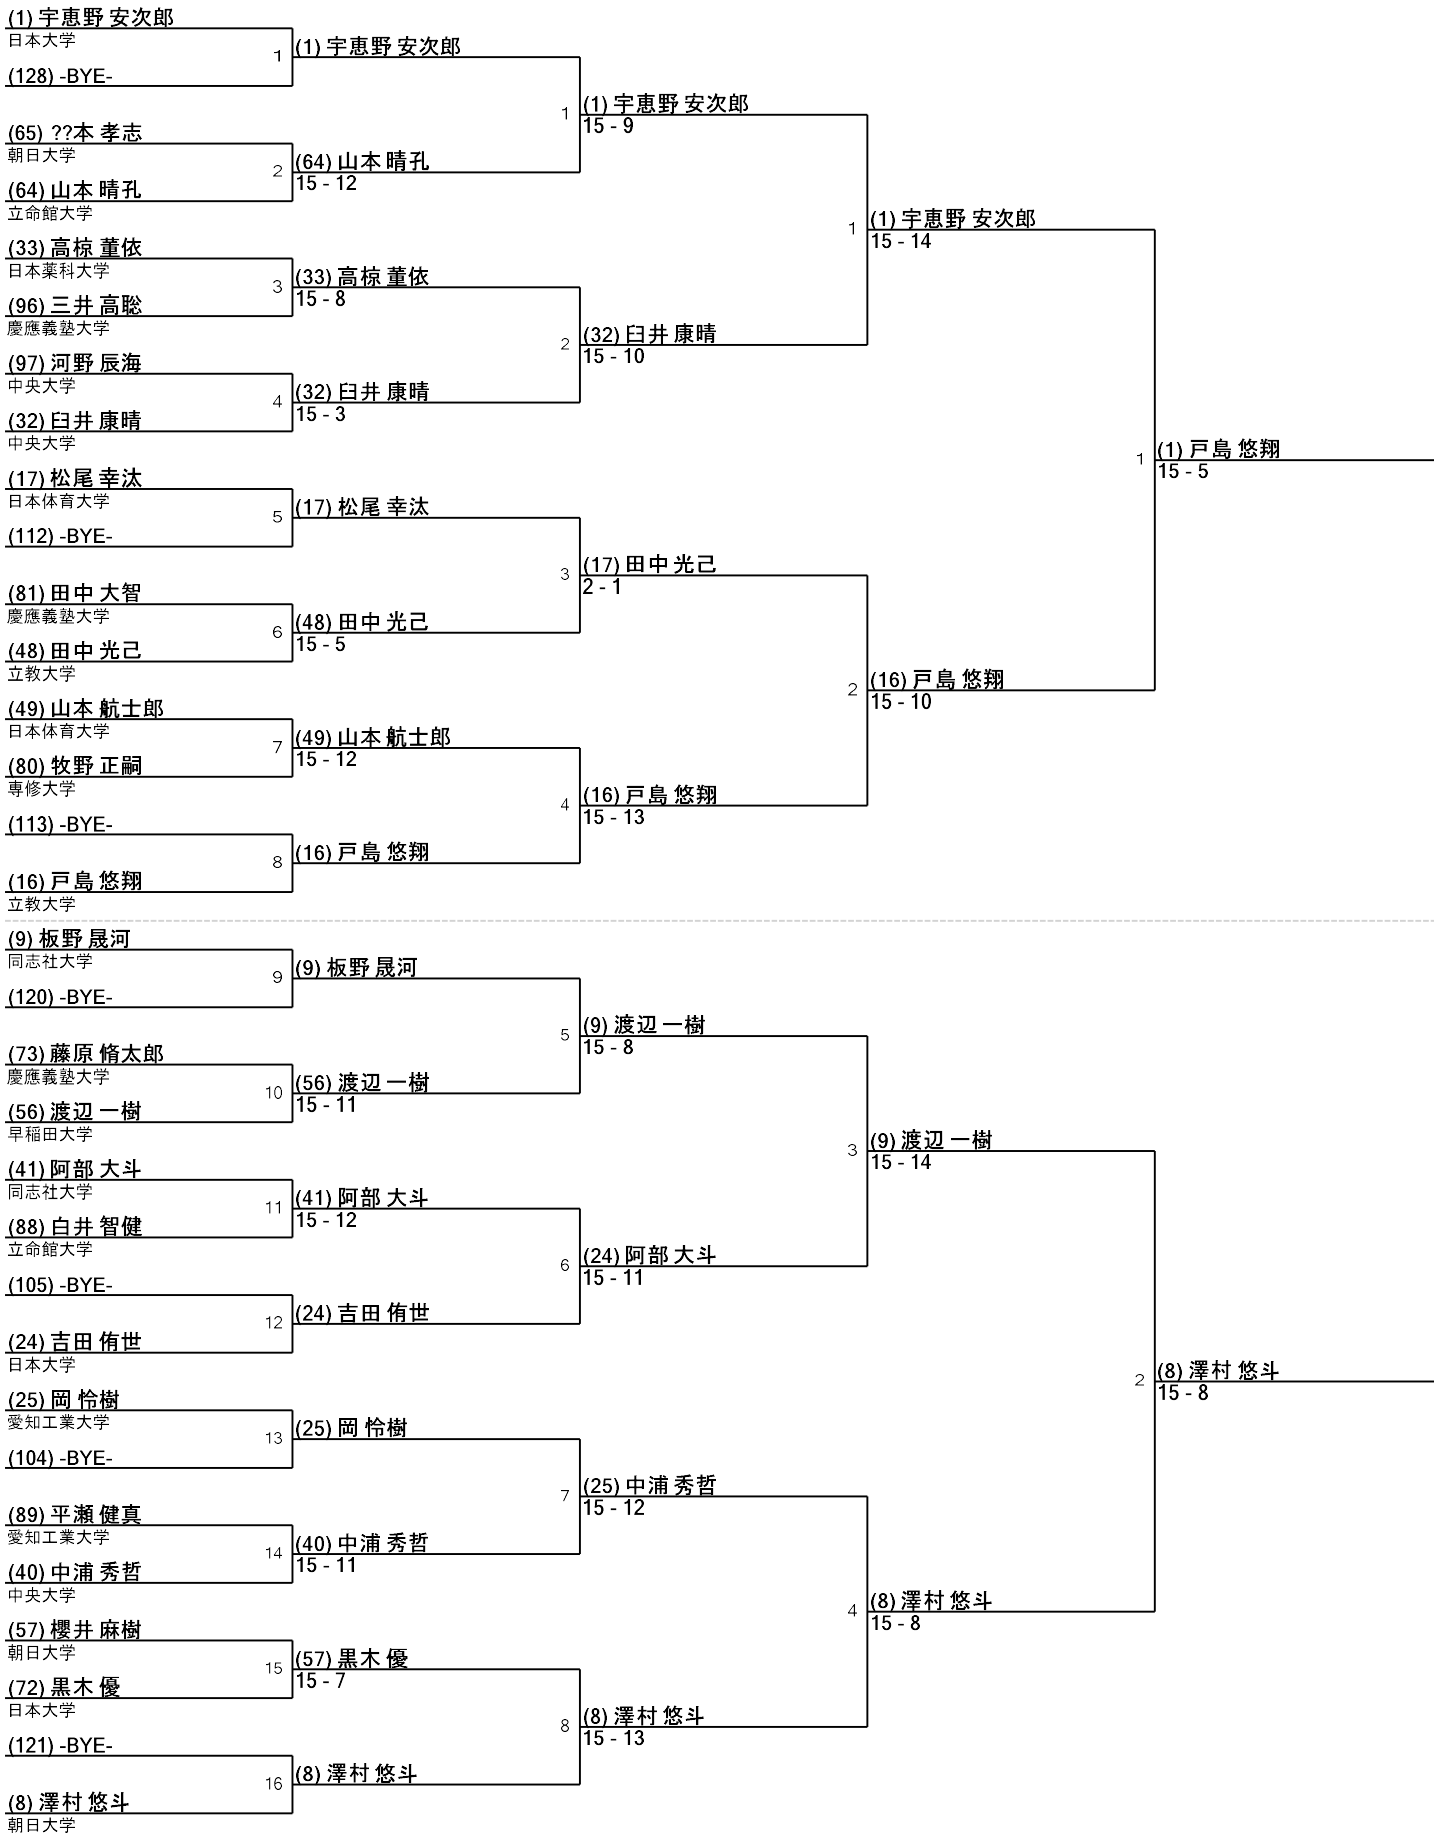 (1) 宇恵野 安次郎
日本大学
(128) -BYE-
(65) ??本 孝志
朝日大学
(64) 山本 晴孔
立命館大学
(33) 高椋 菫依
日本薬科大学
(96) 三井 高聡
慶應義塾大学
(97) 河野 辰海
中央大学
(32) 臼井 康晴
中央大学
(17) 松尾 幸汰
日本体育大学
(112) -BYE-
(81) 田中 大智
慶應義塾大学
(48) 田中 光己
立教大学
(49) 山本 航士郎
日本体育大学
(80) 牧野 正嗣
専修大学
(113) -BYE-
(16) 戸島 悠翔
立教大学
(9) 板野 晟河
同志社大学
(120) -BYE-
(73) 藤原 脩太郎
慶應義塾大学
(56) 渡辺 一樹
早稲田大学
(41) 阿部 大斗
同志社大学
(88) 白井 智健
立命館大学
(105) -BYE-
(24) 吉田 侑世
日本大学
(25) 岡 怜樹
愛知工業大学
(104) -BYE-
(89) 平瀬 健真
愛知工業大学
(40) 中浦 秀哲
中央大学
(57) 櫻井 麻樹
朝日大学
(72) 黒木 優
日本大学
(121) -BYE-
(8) 澤村 悠斗
朝日大学
1
(1) 宇恵野 安次郎
2
(64) 山本 晴孔
15 - 12
3
(33) 高椋 菫依
15 - 8
4
(32) 臼井 康晴
15 - 3
5
(17) 松尾 幸汰
6
(48) 田中 光己
15 - 5
7
(49) 山本 航士郎
15 - 12
8
(16) 戸島 悠翔
9
(9) 板野 晟河
10
(56) 渡辺 一樹
15 - 11
11
(41) 阿部 大斗
15 - 12
12
(24) 吉田 侑世
13
(25) 岡 怜樹
14
(40) 中浦 秀哲
15 - 11
15
(57) 黒木 優
15 - 7
16
(8) 澤村 悠斗
1
(1) 宇恵野 安次郎
15 - 9
2
(32) 臼井 康晴
15 - 10
3
(17) 田中 光己
2 - 1
4
(16) 戸島 悠翔
15 - 13
5
(9) 渡辺 一樹
15 - 8
6
(24) 阿部 大斗
15 - 11
7
(25) 中浦 秀哲
15 - 12
8
(8) 澤村 悠斗
15 - 13
1
(1) 宇恵野 安次郎
15 - 14
2
(16) 戸島 悠翔
15 - 10
3
(9) 渡辺 一樹
15 - 14
4
(8) 澤村 悠斗
15 - 8
1
(1) 戸島 悠翔
15 - 5
2
(8) 澤村 悠斗
15 - 8